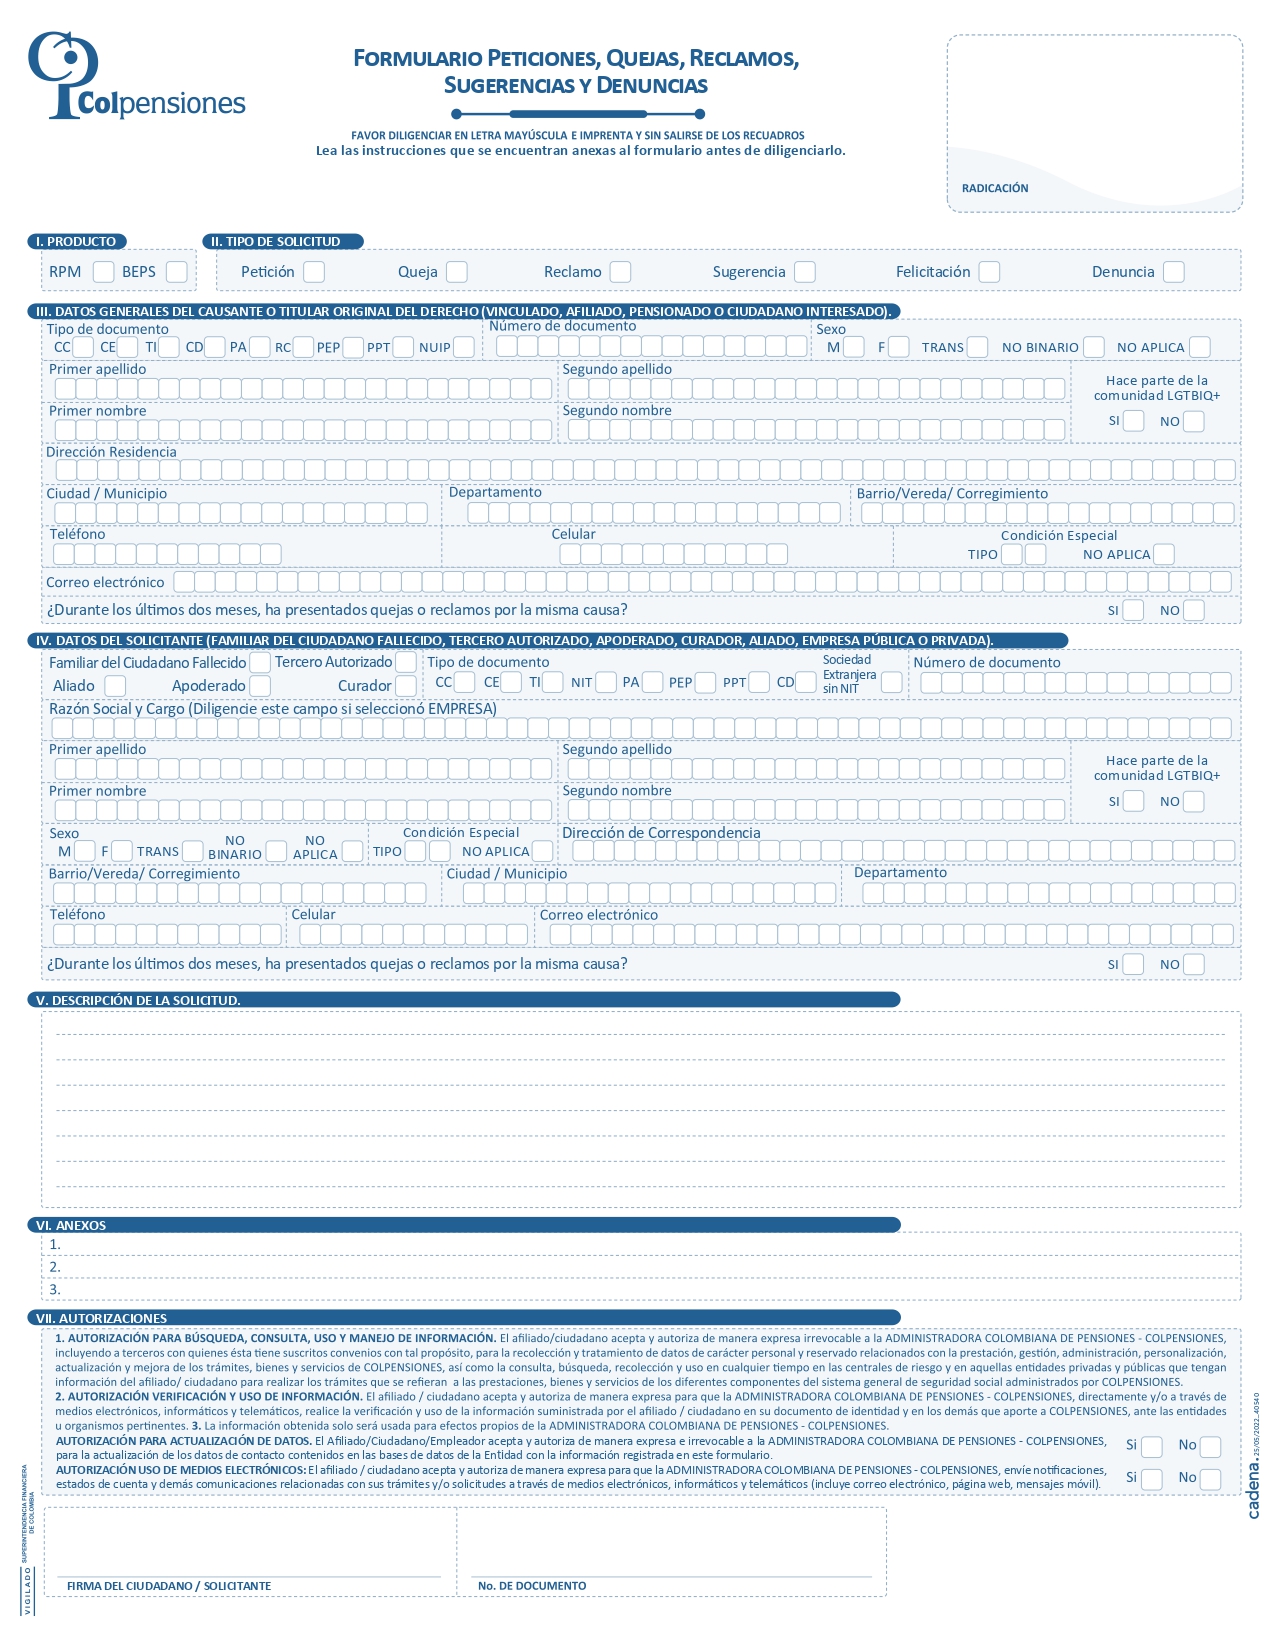 Colpensiones
FORMULARIO PETICIONES, QUEJAS, RECLAMOS,
SUGERENCIAS Y DENUNCIAS
FAVOR DILIGENCIAR EN LETRA MAYÚSCULA E IMPRENTA Y SIN SALIRSE DE LOS RECUADROS
Lea las instrucciones que se encuentran anexas al formulario antes de diligenciarlo.
RADICACIÓN
I. PRODUCTO II. TIPO DE SOLICITUD
RPM BEPS Petición Queja Reclamo Sugerencia Felicitación Denuncia
III. DATOS GENERALES DEL CAUSANTE O TITULAR ORIGINAL DEL DERECHO (VINCULADO, AFILIADO, PENSIONADO O CIUDADANO INTERESADO).
Tipo de documento Número de documento Sexo
CC CE TI CD PA RC PEP PPT NUIP M F TRANS NO BINARIO NO APLICA
Primer apellido Segundo apellido
Hace parte de la
comunidad LGTBIQ+
Primer nombre Segundo nombre
SI NO
Dirección Residencia
Ciudad / Municipio Departamento Barrio/Vereda/ Corregimiento
Teléfono Celular Condición Especial
TIPO NO APLICA
Correo electrónico
¿Durante los últimos dos meses, ha presentados quejas o reclamos por la misma causa? SI NO
IV. DATOS DEL SOLICITANTE (FAMILIAR DEL CIUDADANO FALLECIDO, TERCERO AUTORIZADO, APODERADO, CURADOR, ALIADO, EMPRESA PÚBLICA O PRIVADA).
Familiar del Ciudadano Fallecido Tercero Autorizado Tipo de documento Número de documento
Aliado Apoderado Curador CC CE TI NIT PA PEP PPT CD
Sociedad
Extranjera
sin NIT
Razón Social y Cargo (Diligencie este campo si seleccionó EMPRESA)
Primer apellido Segundo apellido
Hace parte de la
comunidad LGTBIQ+
Primer nombre Segundo nombre
SI NO
Sexo Condición Especial Dirección de Correspondencia
M F TRANS NO BINARIO NO APLICA TIPO NO APLICA
Barrio/Vereda/ Corregimiento Ciudad / Municipio Departamento
Teléfono Celular Correo electrónico
¿Durante los últimos dos meses, ha presentados quejas o reclamos por la misma causa? SI NO
V. DESCRIPCIÓN DE LA SOLICITUD.
VI. ANEXOS
1.
2.
3.
VII. AUTORIZACIONES
1. AUTORIZACIÓN PARA BÚSQUEDA, CONSULTA, USO Y MANEJO DE INFORMACIÓN. El afiliado/ciudadano acepta y autoriza de manera expresa irrevocable a la ADMINISTRADORA COLOMBIANA DE PENSIONES - COLPENSIONES,
incluyendo a terceros con quienes ésta tiene suscritos convenios con tal propósito, para la recolección y tratamiento de datos de carácter personal y reservado relacionados con la prestación, gestión, administración, personalización,
actualización y mejora de los trámites, bienes y servicios de COLPENSIONES, así como la consulta, búsqueda, recolección y uso en cualquier tiempo en las centrales de riesgo y en aquellas entidades privadas y públicas que tengan
información del afiliado/ ciudadano para realizar los trámites que se refieran a las prestaciones, bienes y servicios de los diferentes componentes del sistema general de seguridad social administrados por COLPENSIONES.
2. AUTORIZACIÓN VERIFICACIÓN Y USO DE INFORMACIÓN. El afiliado / ciudadano acepta y autoriza de manera expresa para que la ADMINISTRADORA COLOMBIANA DE PENSIONES - COLPENSIONES, directamente y/o a través de
medios electrónicos, informáticos y telemáticos, realice la verificación y uso de la información suministrada por el afiliado / ciudadano en su documento de identidad y en los demás que aporte a COLPENSIONES, ante las entidades
u organismos pertinentes. 3. La información obtenida solo será usada para efectos propios de la ADMINISTRADORA COLOMBIANA DE PENSIONES - COLPENSIONES.
AUTORIZACIÓN PARA ACTUALIZACIÓN DE DATOS. El Afiliado/Ciudadano/Empleador acepta y autoriza de manera expresa e irrevocable a la ADMINISTRADORA COLOMBIANA DE PENSIONES - COLPENSIONES,
para la actualización de los datos de contacto contenidos en las bases de datos de la Entidad con la información registrada en este formulario.
Si No
AUTORIZACIÓN USO DE MEDIOS ELECTRÓNICOS: El afiliado / ciudadano acepta y autoriza de manera expresa para que la ADMINISTRADORA COLOMBIANA DE PENSIONES - COLPENSIONES, envíe notificaciones,
estados de cuenta y demás comunicaciones relacionadas con sus trámites y/o solicitudes a través de medios electrónicos, informáticos y telemáticos (incluye correo electrónico, página web, mensajes móvil).
Si No
FIRMA DEL CIUDADANO / SOLICITANTE No. DE DOCUMENTO
VIGILADO SUPERINTENDENCIA FINANCIERA
DE COLOMBIA
cadena. 25/05/2022-40540